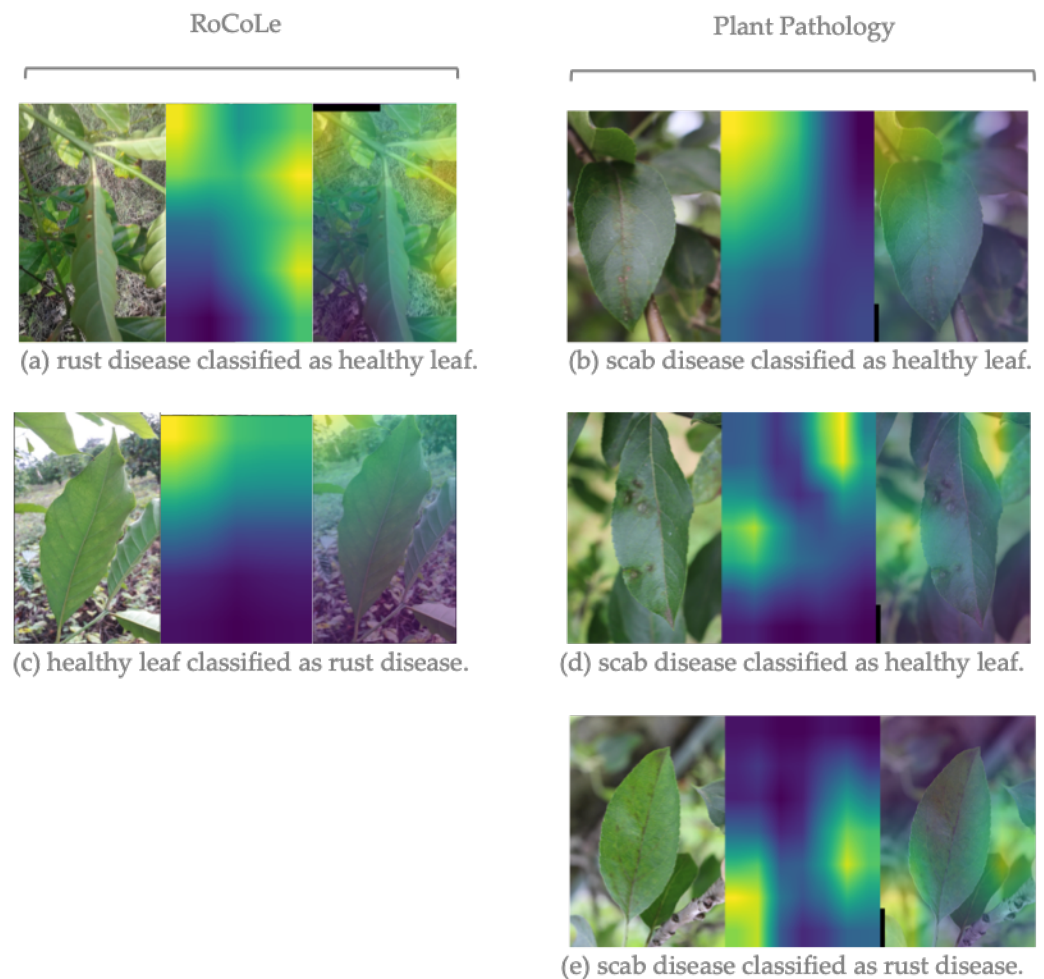 RoCoLe
Plant Pathology
(a) rust disease classified as healthy leaf.
(b) scab disease classified as healthy leaf.
(c) healthy leaf classified as rust disease.
(d) scab disease classified as healthy leaf.
(e) scab disease classified as rust disease.